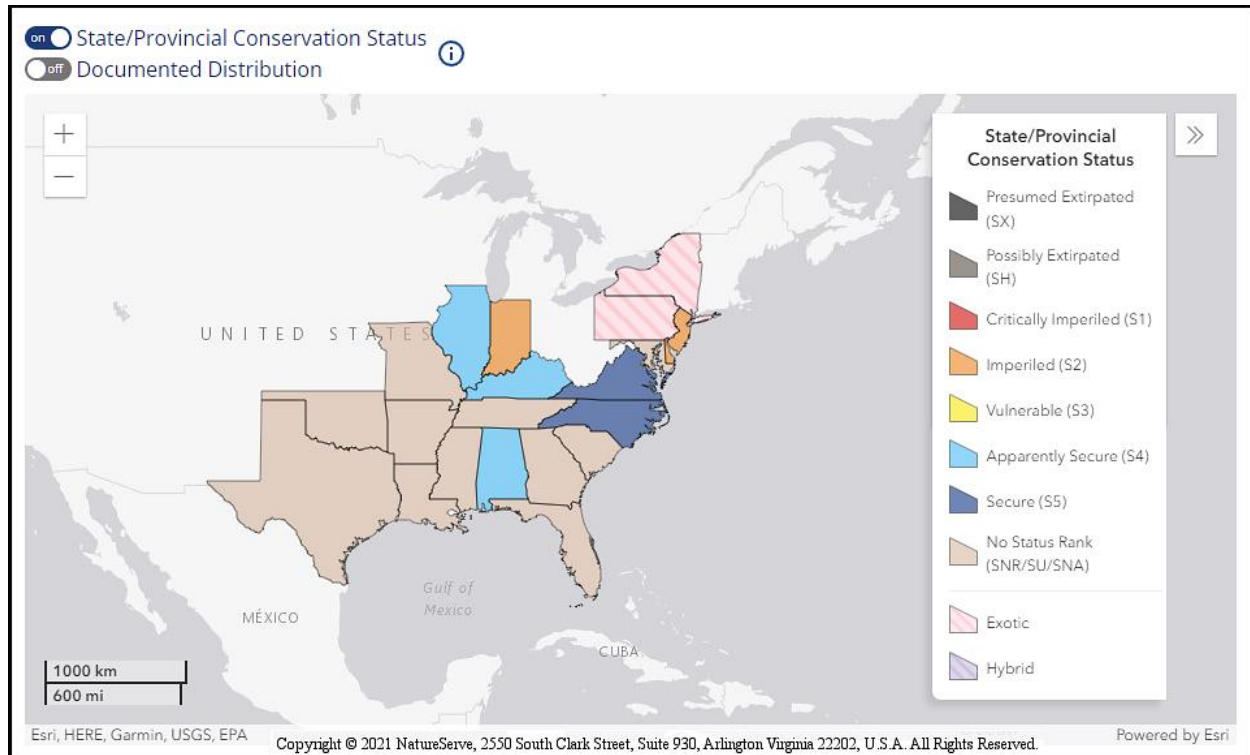 on State/Provincial Conservation Status
off Documented Distribution
i
+
−
State/Provincial
Conservation Status
Presumed Extirpated
(SX)
Possibly Extirpated
(SH)
Critically Imperiled (S1)
Imperiled (S2)
Vulnerable (S3)
Apparently Secure (S4)
Secure (S5)
No Status Rank
(SNR/SU/SNA)
Exotic
Hybrid
UNITED STATES
Gulf of
Mexico
MÉXICO
CUBA
1000 km
600 mi
Esri, HERE, Garmin, USGS, EPA
Powered by Esri
Copyright © 2021 NatureServe, 2550 South Clark Street, Suite 930, Arlington Virginia 22202, U.S.A. All Rights Reserved.